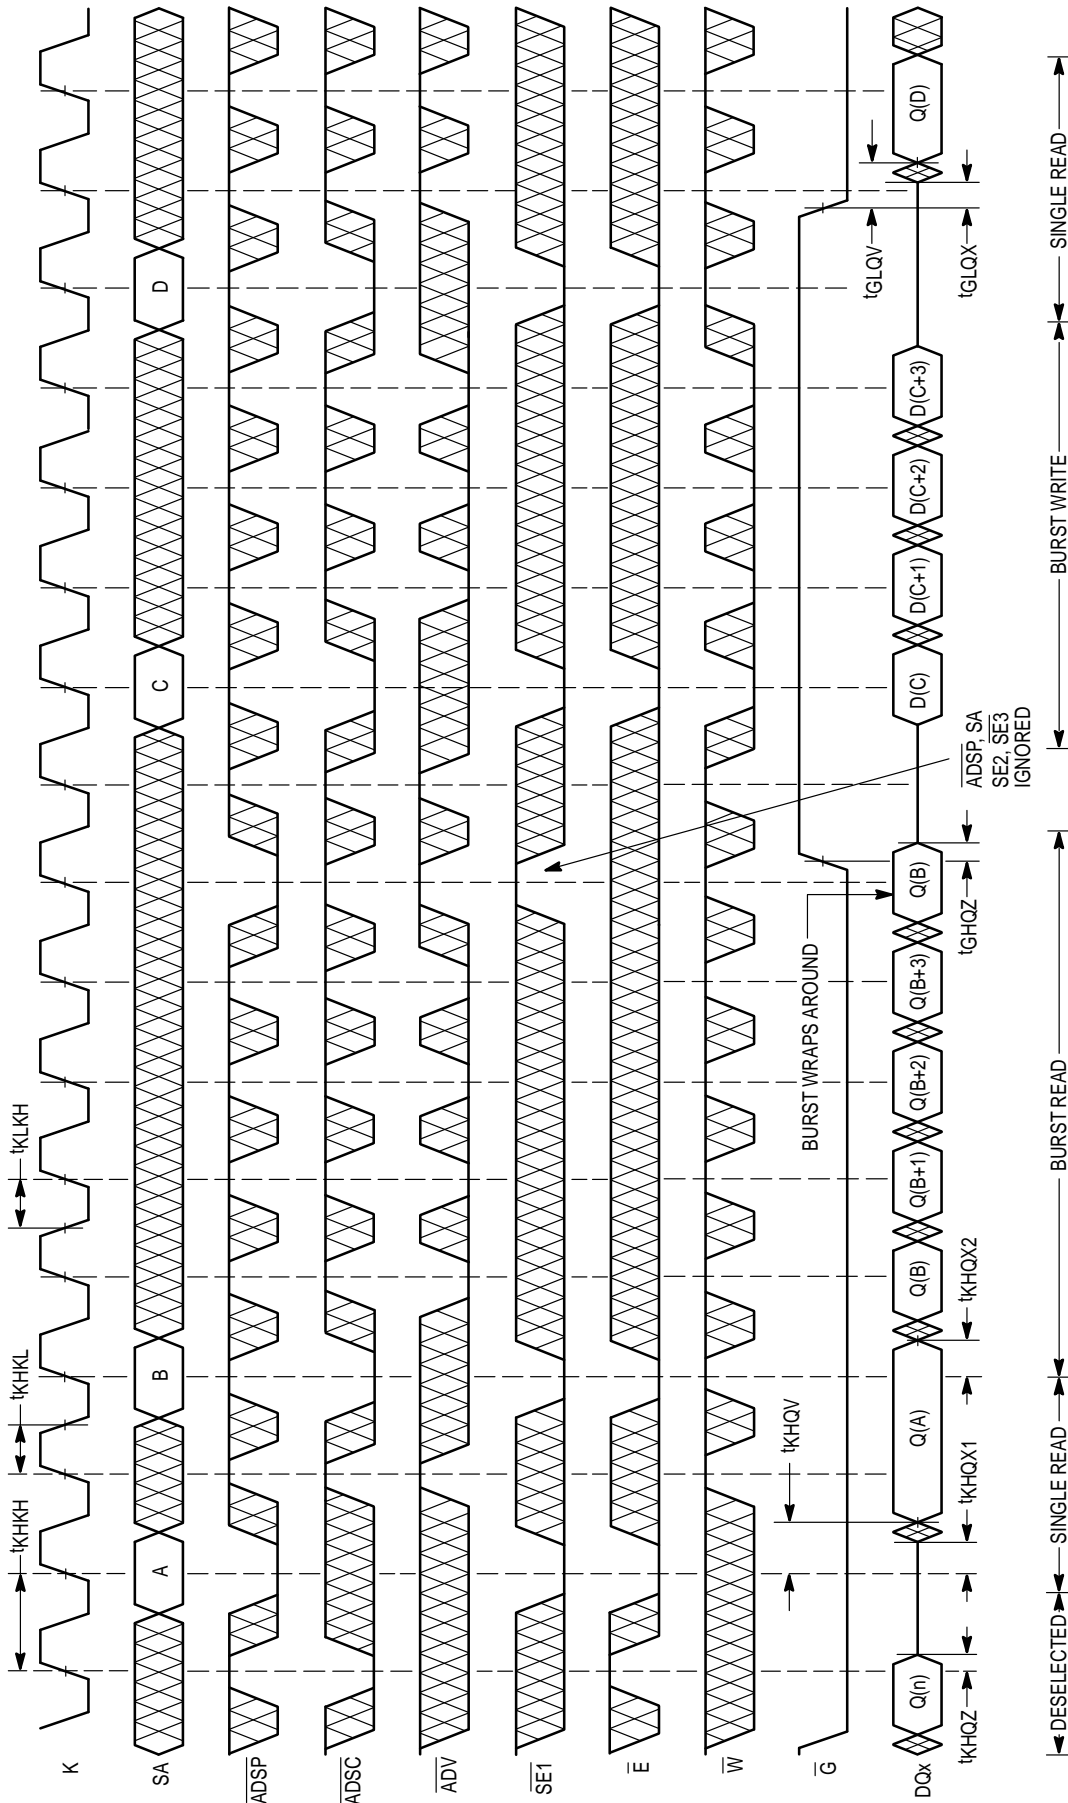 tKHKH
tKHKL
tKLKH
K
SA
A
B
C
D
ADSP
ADSC
ADV
SE1
E
W
G
tKHQV
BURST WRAPS AROUND
ADSP, SA
SE2, SE3
IGNORED
tGLQV
DQx
Q(n)
Q(A)
Q(B)
Q(B+1)
Q(B+2)
Q(B+3)
Q(B)
D(C)
D(C+1)
D(C+2)
D(C+3)
Q(D)
tKHQZ
tKHQX1
tKHQX2
tGHQZ
tGLQX
DESELECTED
SINGLE READ
BURST READ
BURST WRITE
SINGLE READ